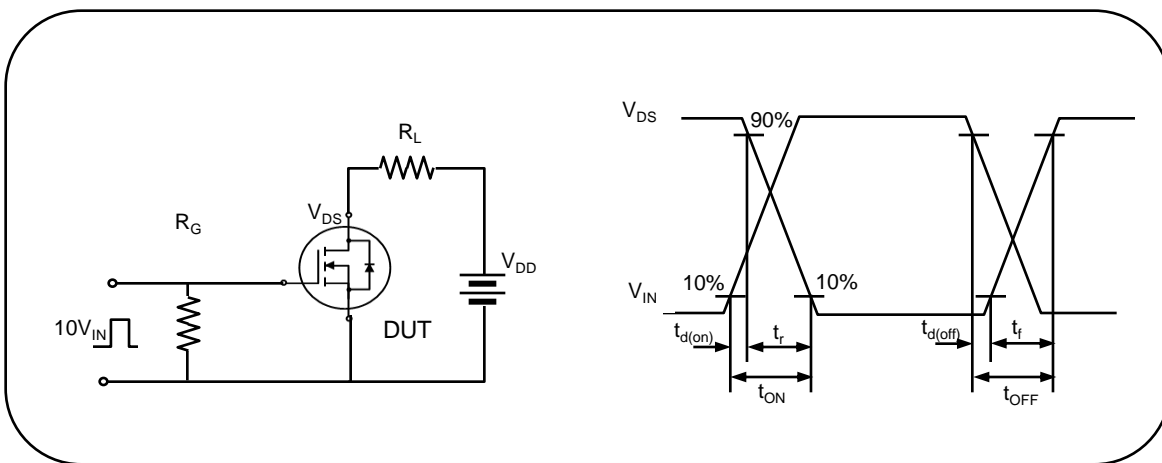 R_L
V_DS
R_G
V_DD
10V_IN
DUT
V_DS
90%
10%
10%
V_IN
t_d(on)
t_r
t_d(off)
t_f
t_ON
t_OFF